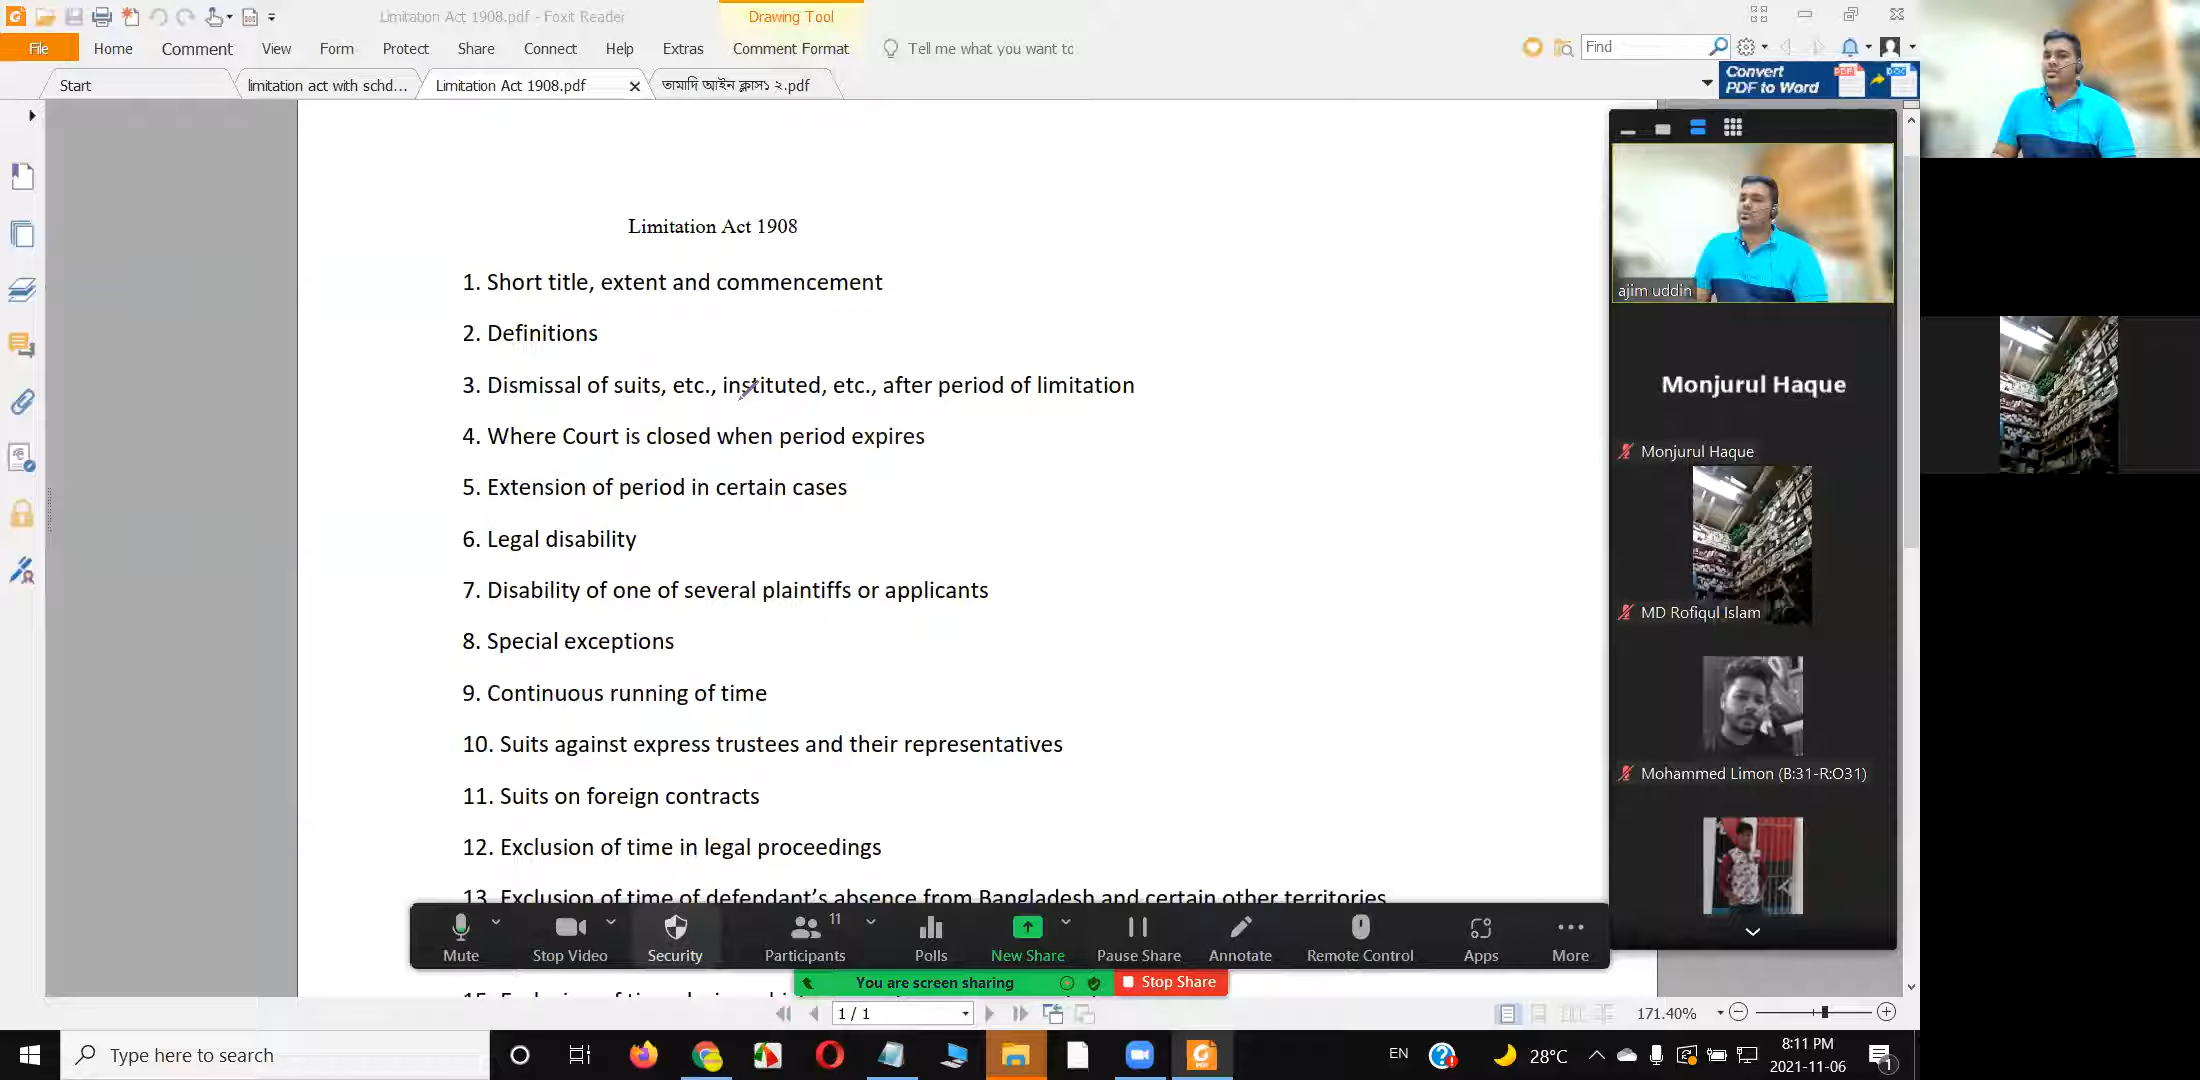 Limitation Act 1908.pdf - Foxit Reader
Drawing Tool
File
Home
Comment
View
Form
Protect
Share
Connect
Help
Extras
Comment Format
Tell me what you want to
Find
Start
limitation act with schd...
Limitation Act 1908.pdf
তামাদি আইন ক্লাস১ ২.pdf
Convert
PDF to Word
Limitation Act 1908
1. Short title, extent and commencement
2. Definitions
3. Dismissal of suits, etc., instituted, etc., after period of limitation
4. Where Court is closed when period expires
5. Extension of period in certain cases
6. Legal disability
7. Disability of one of several plaintiffs or applicants
8. Special exceptions
9. Continuous running of time
10. Suits against express trustees and their representatives
11. Suits on foreign contracts
12. Exclusion of time in legal proceedings
13. Exclusion of time of defendant's absence from Bangladesh and certain other territories
ajim uddin
Monjurul Haque
Monjurul Haque
MD Rofiqul Islam
Mohammed Limon (B:31-R:O31)
Mute
Stop Video
Security
Participants
11
Polls
New Share
Pause Share
Annotate
Remote Control
Apps
More
You are screen sharing
Stop Share
1 / 1
171.40%
Type here to search
EN
28°C
8:11 PM
2021-11-06
1